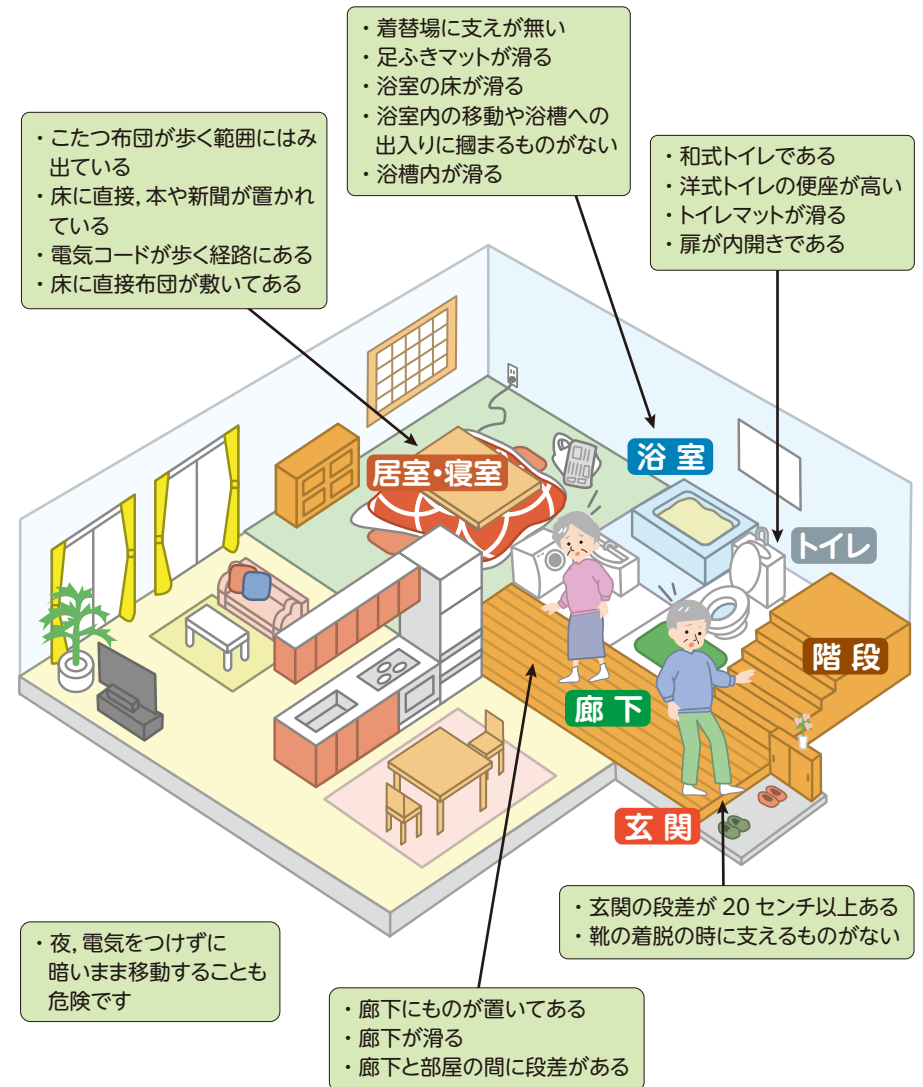 ・着替場に支えが無い
・足ふきマットが滑る
・浴室の床が滑る
・浴室内の移動や浴槽への
出入りに摑まるものがない
・浴槽内が滑る
・こたつ布団が歩く範囲にはみ
出ている
・床に直接,本や新聞が置かれ
ている
・電気コードが歩く経路にある
・床に直接布団が敷いてある
・和式トイレである
・洋式トイレの便座が高い
・トイレマットが滑る
・扉が内開きである
居室・寝室
浴室
トイレ
階段
廊下
玄関
・玄関の段差が 20 センチ以上ある
・靴の着脱の時に支えるものがない
・夜,電気をつけずに
暗いまま移動することも
危険です
・廊下にものが置いてある
・廊下が滑る
・廊下と部屋の間に段差がある